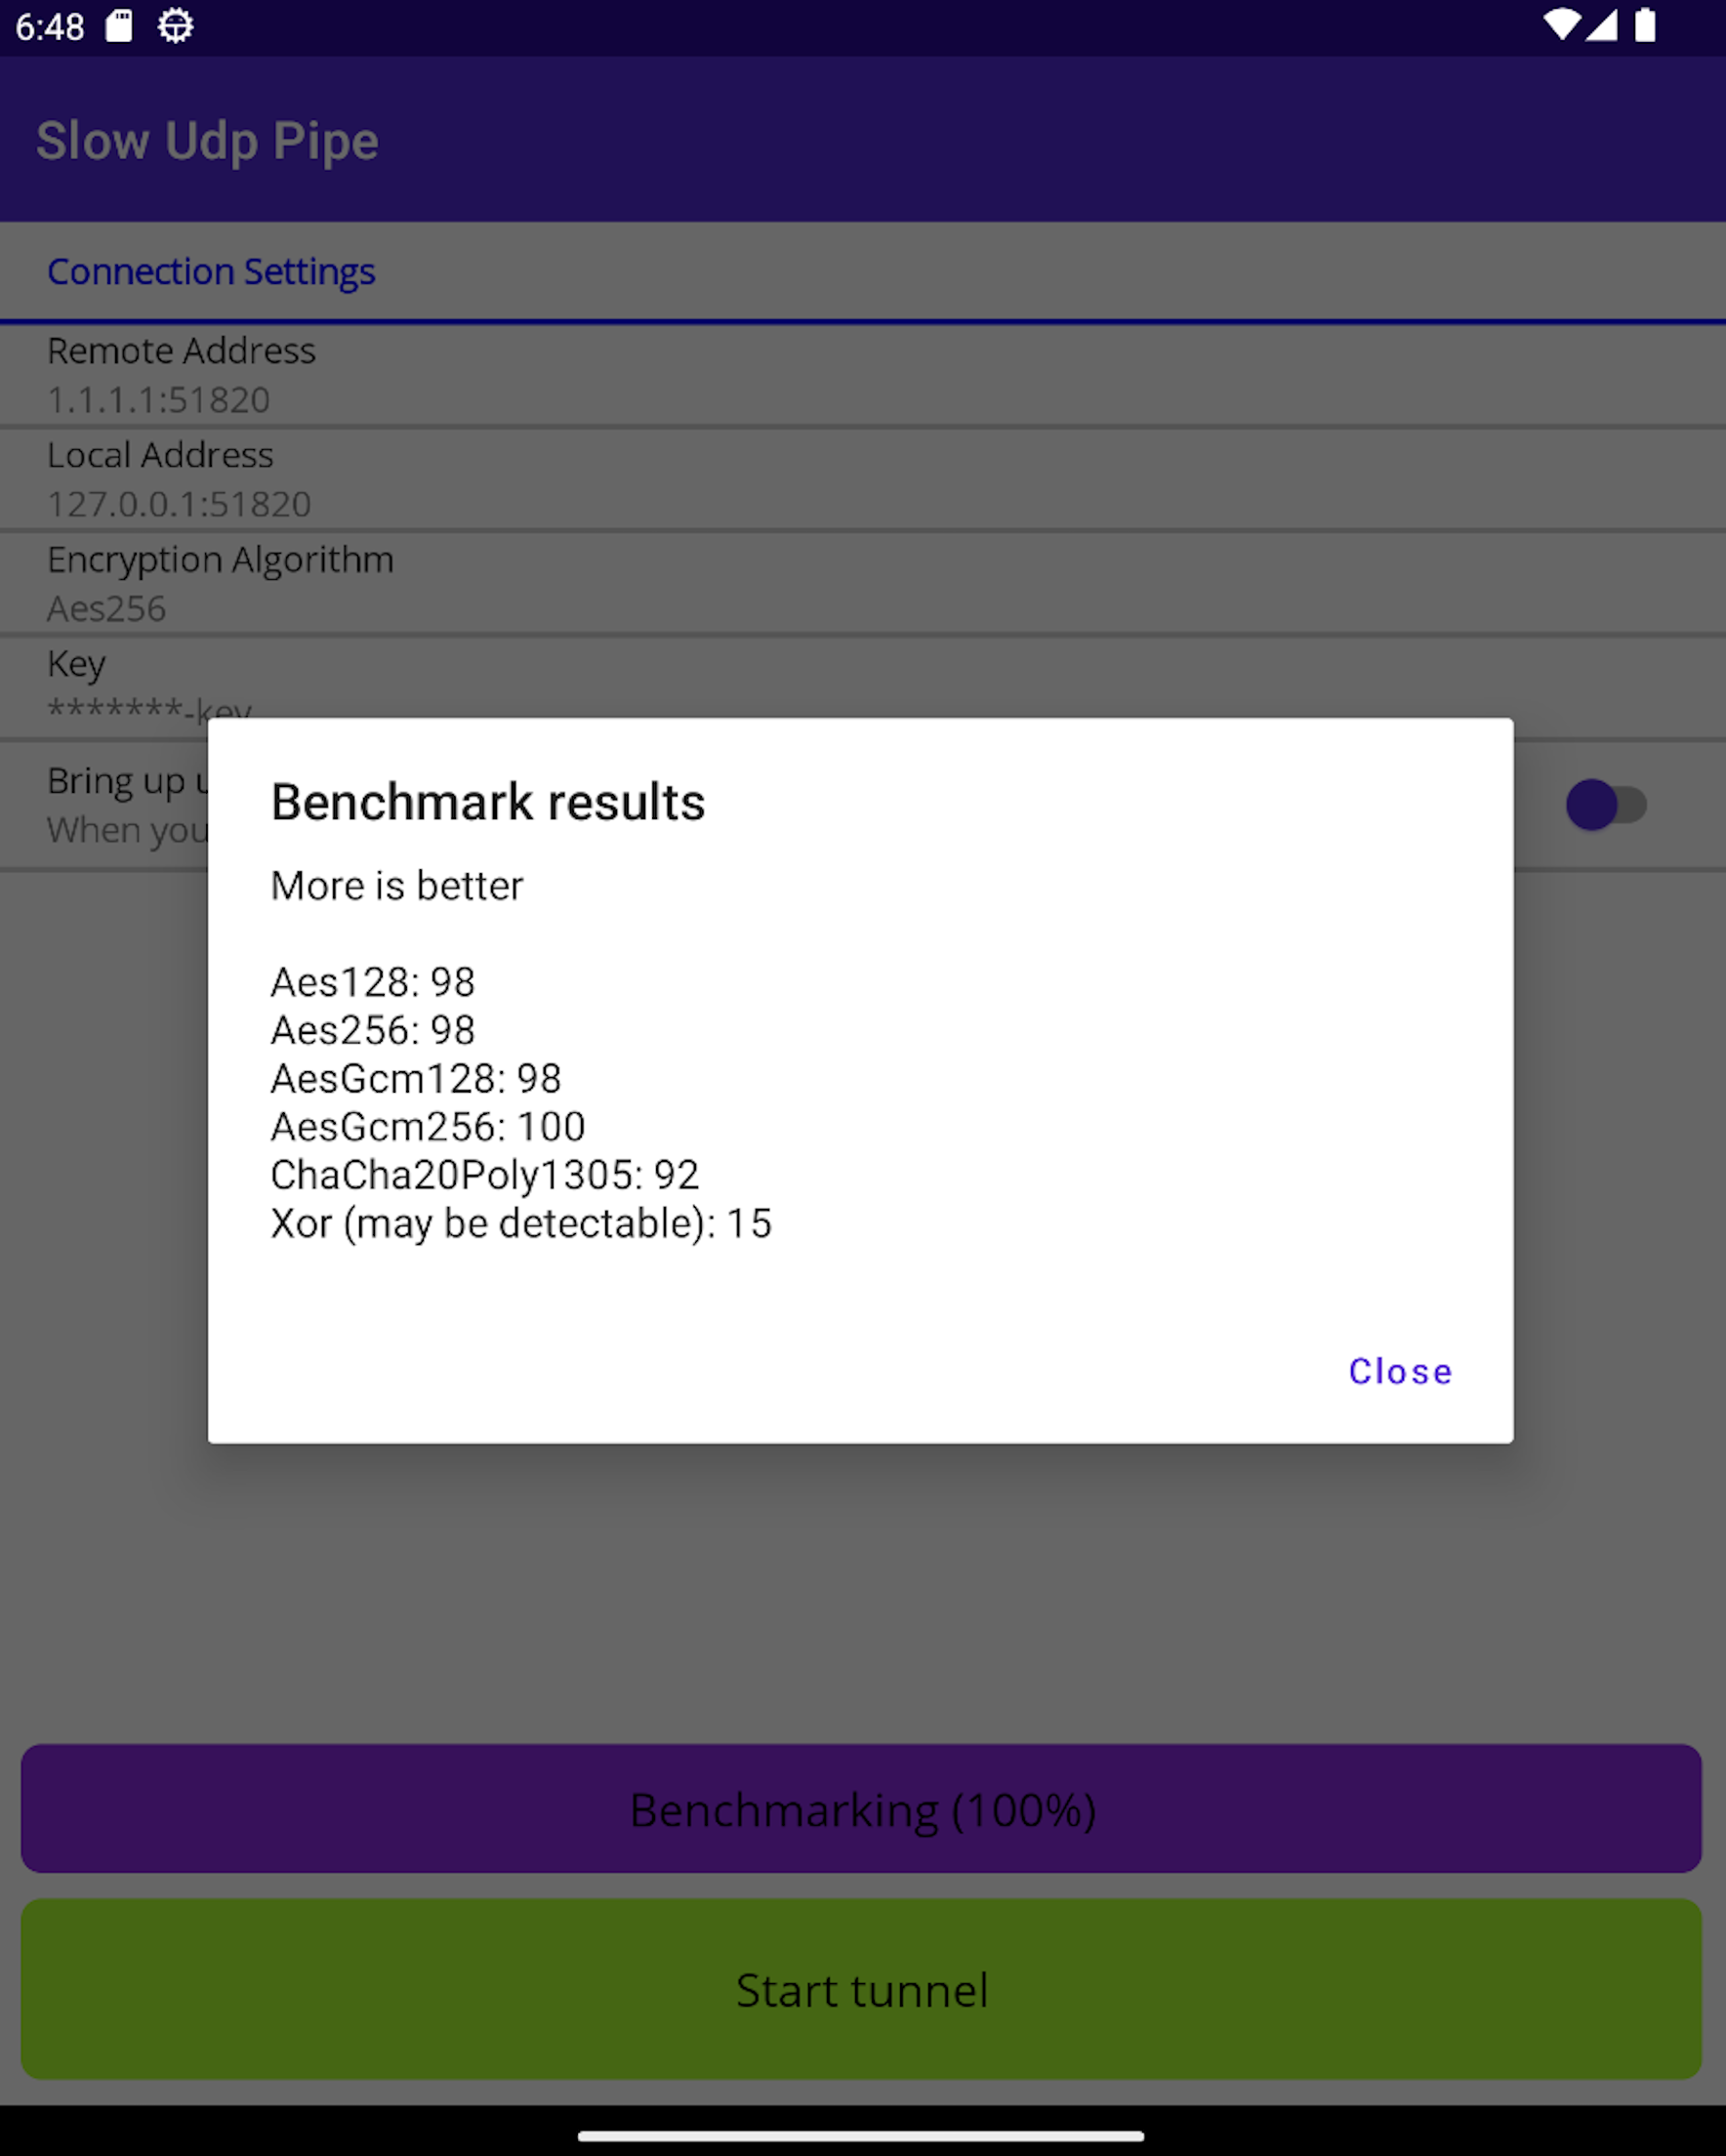 6:48
Slow Udp Pipe
Connection Settings
Remote Address
1.1.1.1:51820
Local Address
127.0.0.1:51820
Encryption Algorithm
Aes256
Key
*******-key
Bring up
When you
Benchmark results
More is better
Aes128: 98
Aes256: 98
AesGcm128: 98
AesGcm256: 100
ChaCha20Poly1305: 92
Xor (may be detectable): 15
Close
Benchmarking (100%)
Start tunnel